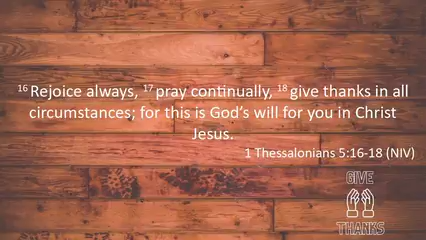 16 Rejoice always, 17 pray continually, 18 give thanks in all
circumstances; for this is God’s will for you in Christ
Jesus.
1 Thessalonians 5:16-18 (NIV)
GIVE
THANKS